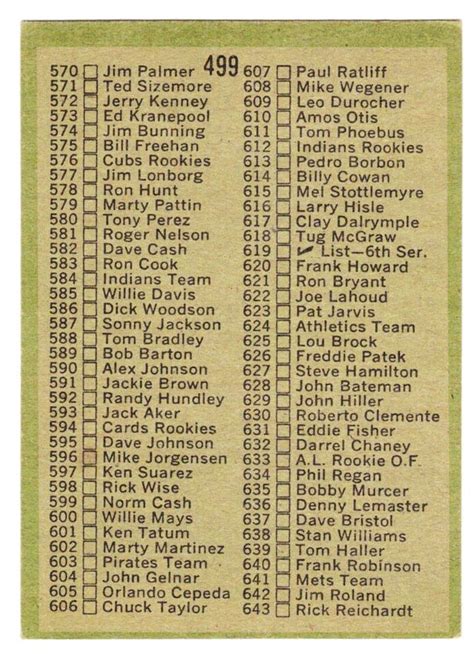 499
570 Jim Palmer
571 Ted Sizemore
572 Jerry Kenney
573 Ed Kranepool
574 Jim Bunning
575 Bill Freehan
576 Cubs Rookies
577 Jim Lonborg
578 Ron Hunt
579 Marty Pattin
580 Tony Perez
581 Roger Nelson
582 Dave Cash
583 Ron Cook
584 Indians Team
585 Willie Davis
586 Dick Woodson
587 Sonny Jackson
588 Tom Bradley
589 Bob Barton
590 Alex Johnson
591 Jackie Brown
592 Randy Hundley
593 Jack Aker
594 Cards Rookies
595 Dave Johnson
596 Mike Jorgensen
597 Ken Suarez
598 Rick Wise
599 Norm Cash
600 Willie Mays
601 Ken Tatum
602 Marty Martinez
603 Pirates Team
604 John Gelnar
605 Orlando Cepeda
606 Chuck Taylor
607 Paul Ratliff
608 Mike Wegener
609 Leo Durocher
610 Amos Otis
611 Tom Phoebus
612 Indians Rookies
613 Pedro Borbon
614 Billy Cowan
615 Mel Stottlemyre
616 Larry Hisle
617 Clay Dalrymple
618 Tug McGraw
619 ✓ List—6th Ser.
620 Frank Howard
621 Ron Bryant
622 Joe Lahoud
623 Pat Jarvis
624 Athletics Team
625 Lou Brock
626 Freddie Patek
627 Steve Hamilton
628 John Bateman
629 John Hiller
630 Roberto Clemente
631 Eddie Fisher
632 Darrel Chaney
633 A.L. Rookie O.F.
634 Phil Regan
635 Bobby Murcer
636 Denny Lemaster
637 Dave Bristol
638 Stan Williams
639 Tom Haller
640 Frank Robinson
641 Mets Team
642 Jim Roland
643 Rick Reichardt